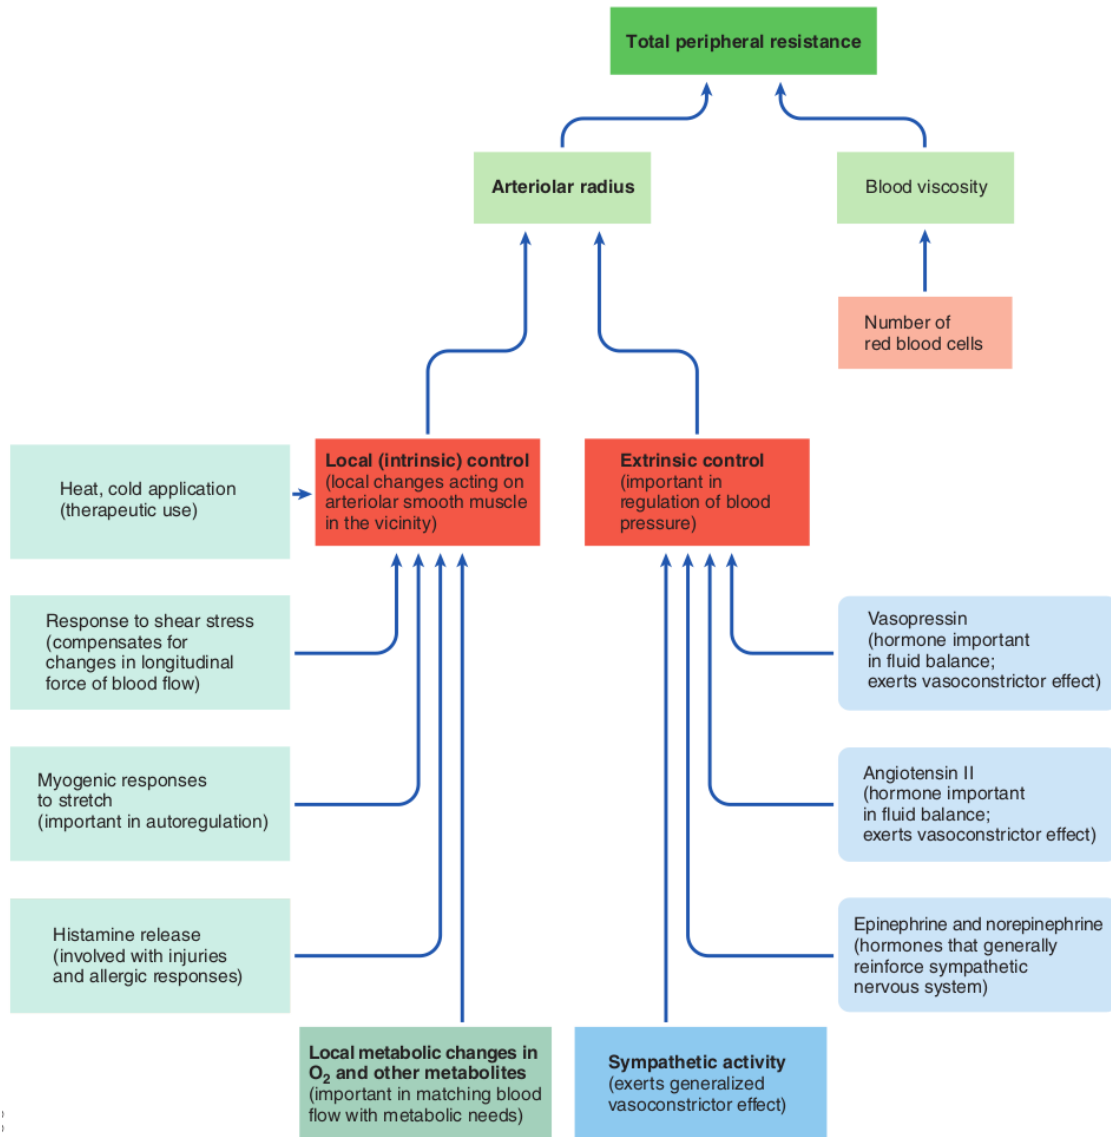 Total peripheral resistance
Arteriolar radius
Blood viscosity
Number of
red blood cells
Local (intrinsic) control
(local changes acting on
arteriolar smooth muscle
in the vicinity)
Extrinsic control
(important in
regulation of blood
pressure)
Heat, cold application
(therapeutic use)
Response to shear stress
(compensates for
changes in longitudinal
force of blood flow)
Vasopressin
(hormone important
in fluid balance;
exerts vasoconstrictor effect)
Myogenic responses
to stretch
(important in autoregulation)
Angiotensin II
(hormone important
in fluid balance;
exerts vasoconstrictor effect)
Histamine release
(involved with injuries
and allergic responses)
Epinephrine and norepinephrine
(hormones that generally
reinforce sympathetic
nervous system)
Local metabolic changes in
O₂ and other metabolites
(important in matching blood
flow with metabolic needs)
Sympathetic activity
(exerts generalized
vasoconstrictor effect)